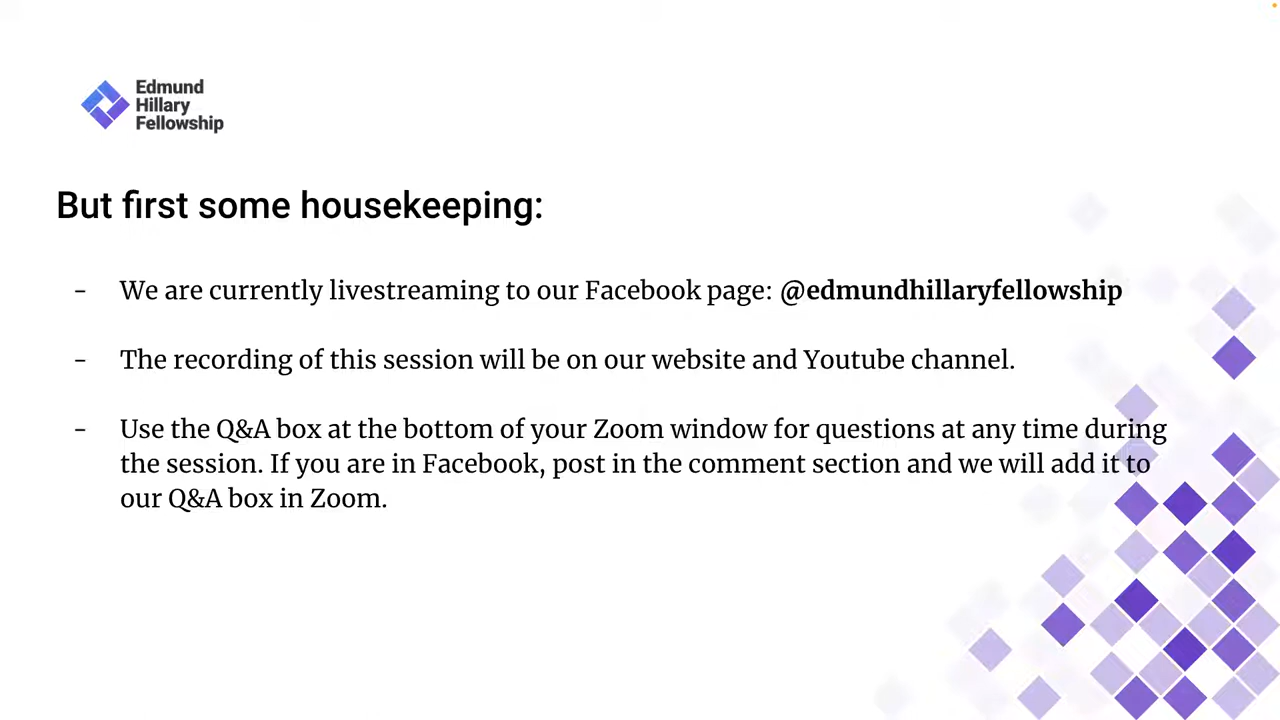 Edmund
Hillary
Fellowship
But first some housekeeping:
- We are currently livestreaming to our Facebook page: @edmundhillaryfellowship
- The recording of this session will be on our website and Youtube channel.
- Use the Q&A box at the bottom of your Zoom window for questions at any time during
the session. If you are in Facebook, post in the comment section and we will add it to
our Q&A box in Zoom.